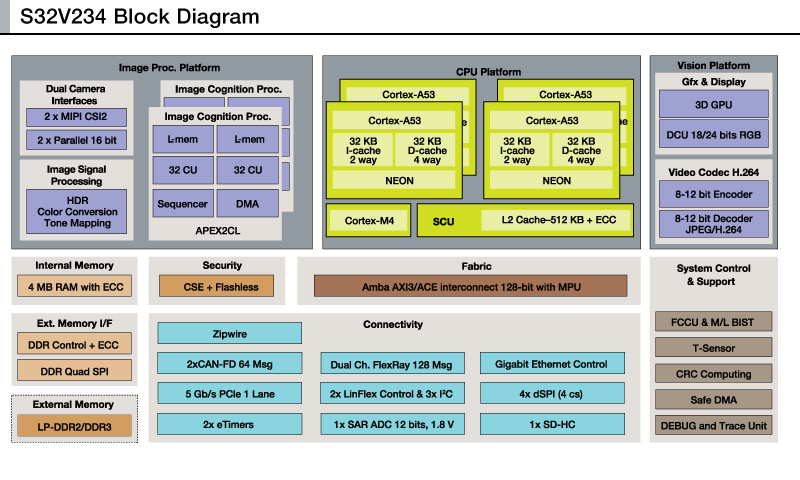 S32V234 Block Diagram
Image Proc. Platform
Dual Camera
Interfaces
2 x MIPI CSI2
2 x Parallel 16 bit
Image Signal
Processing
HDR
Color Conversion
Tone Mapping
Image Cognition Proc.
Image Cognition Proc.
L-mem
L-mem
32 CU
32 CU
Sequencer
DMA
APEX2CL
CPU Platform
Cortex-A53
Cortex-A53
32 KB
I-cache
2 way
32 KB
D-cache
4 way
NEON
Cortex-A53
Cortex-A53
32 KB
I-cache
2 way
32 KB
D-cache
4 way
NEON
Cortex-M4
SCU
L2 Cache–512 KB + ECC
Vision Platform
Gfx & Display
3D GPU
DCU 18/24 bits RGB
Video Codec H.264
8-12 bit Encoder
8-12 bit Decoder
JPEG/H.264
Internal Memory
4 MB RAM with ECC
Security
CSE + Flashless
Fabric
Amba AXI3/ACE interconnect 128-bit with MPU
System Control
& Support
FCCU & M/L BIST
T-Sensor
CRC Computing
Safe DMA
DEBUG and Trace Unit
Ext. Memory I/F
DDR Control + ECC
DDR Quad SPI
External Memory
LP-DDR2/DDR3
Connectivity
Zipwire
2xCAN-FD 64 Msg
Dual Ch. FlexRay 128 Msg
Gigabit Ethernet Control
5 Gb/s PCIe 1 Lane
2x LinFlex Control & 3x I²C
4x dSPI (4 cs)
2x eTimers
1x SAR ADC 12 bits, 1.8 V
1x SD-HC